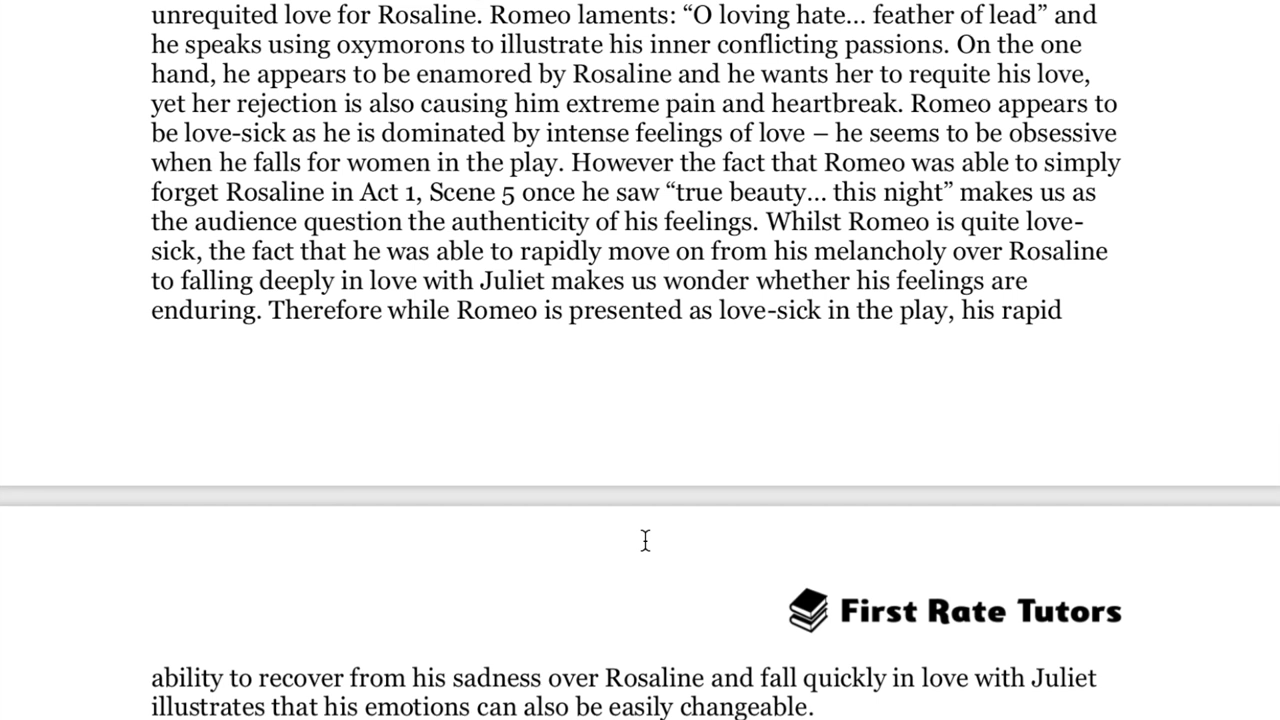 unrequited love for Rosaline. Romeo laments: “O loving hate… feather of lead” and
he speaks using oxymorons to illustrate his inner conflicting passions. On the one
hand, he appears to be enamored by Rosaline and he wants her to requite his love,
yet her rejection is also causing him extreme pain and heartbreak. Romeo appears to
be love-sick as he is dominated by intense feelings of love – he seems to be obsessive
when he falls for women in the play. However the fact that Romeo was able to simply
forget Rosaline in Act 1, Scene 5 once he saw “true beauty… this night” makes us as
the audience question the authenticity of his feelings. Whilst Romeo is quite love-
sick, the fact that he was able to rapidly move on from his melancholy over Rosaline
to falling deeply in love with Juliet makes us wonder whether his feelings are
enduring. Therefore while Romeo is presented as love-sick in the play, his rapid
First Rate Tutors
ability to recover from his sadness over Rosaline and fall quickly in love with Juliet
illustrates that his emotions can also be easily changeable.